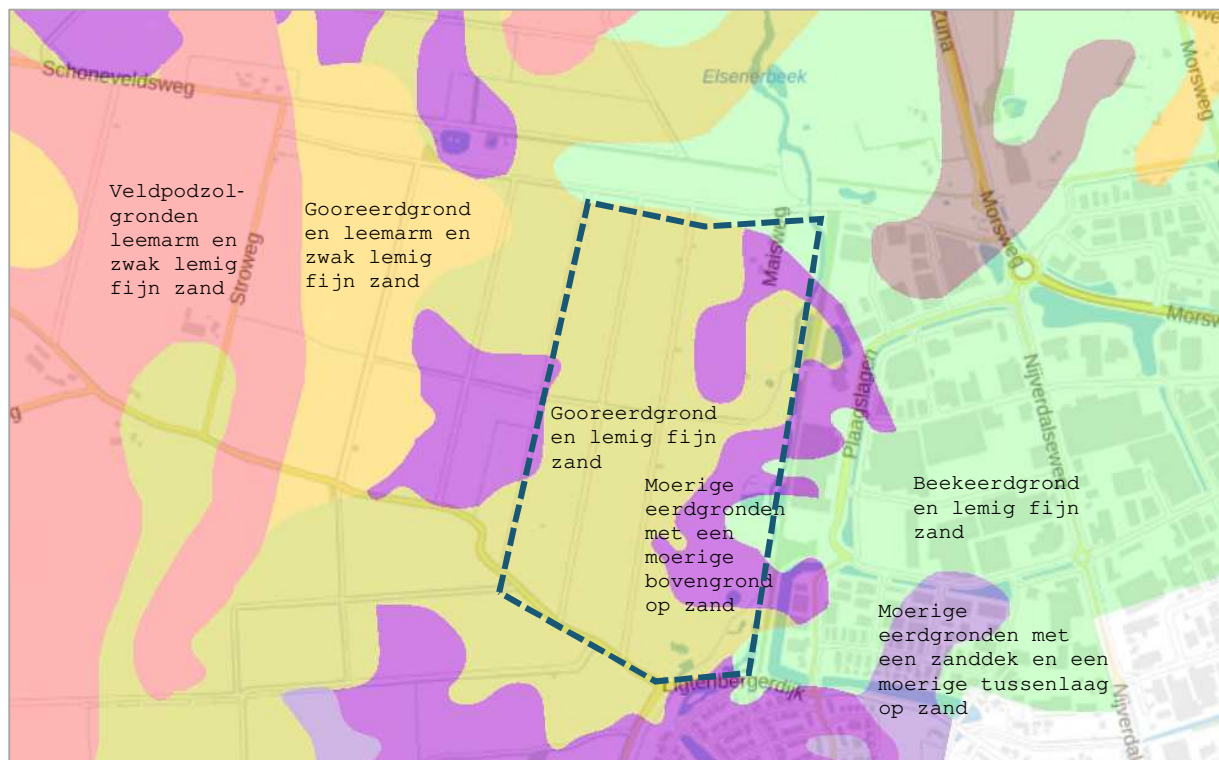 Schoneveldsweg
Elsenerbeek
Zuna
Morsweg
Veldpodzol-
gronden
leemarm en
zwak lemig
fijn zand
Gooreerdgrond
en leemarm en
zwak lemig
fijn zand
Stroweg
Maisweg
Morsweg
Gooreerdgrond
en lemig fijn
zand
Plaagslagen
Nijverdalseweg
Moerige
eerdgronden
met een
moerige
bovengrond
op zand
Beekeerdgrond
en lemig fijn
zand
Moerige
eerdgronden met
een zanddek en een
moerige tussenlaag
op zand
Ligtenbergerdijk